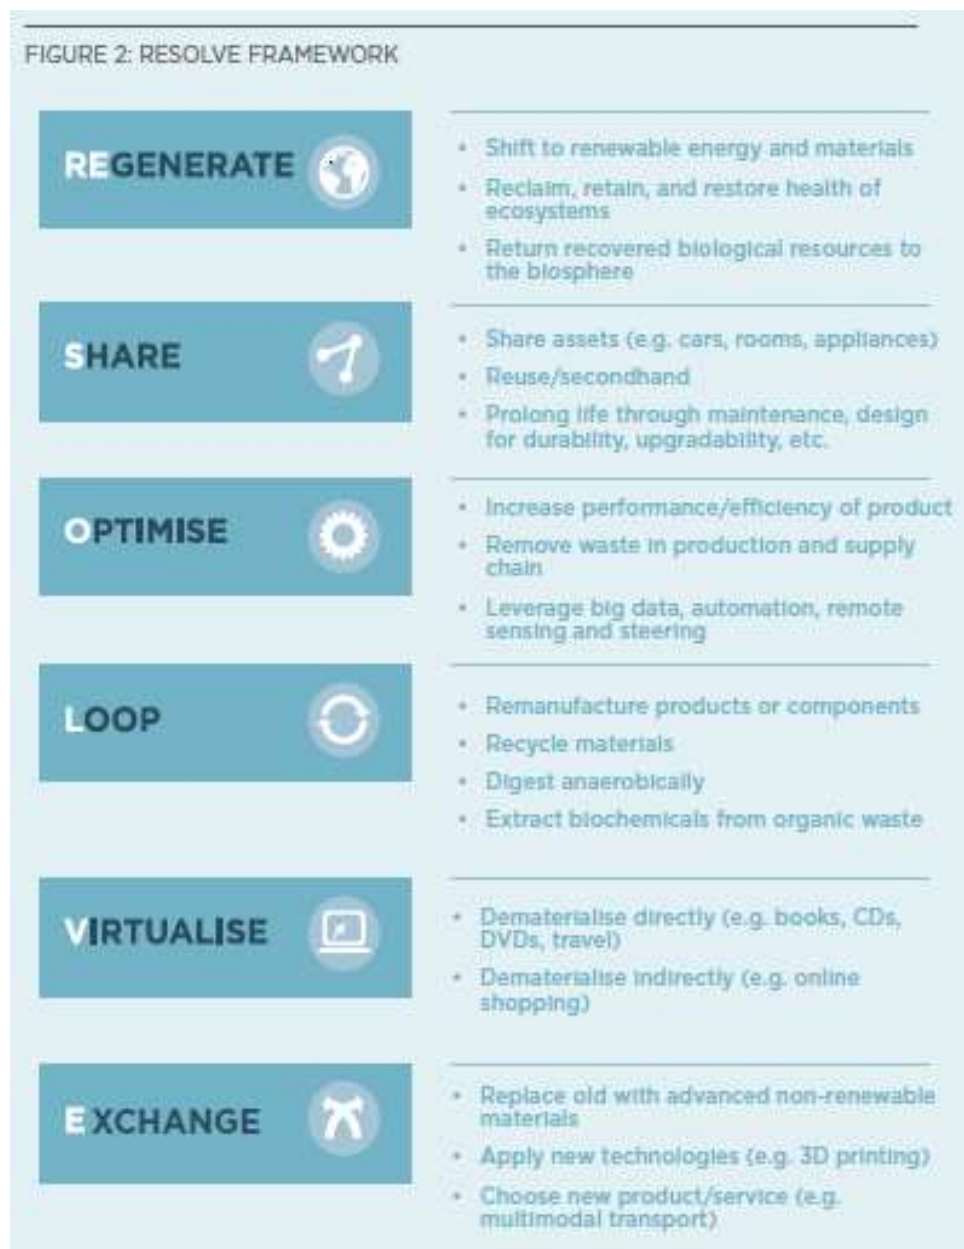 FIGURE 2: RESOLVE FRAMEWORK
REGENERATE
• Shift to renewable energy and materials
• Reclaim, retain, and restore health of
ecosystems
• Return recovered biological resources to
the biosphere
SHARE
• Share assets (e.g. cars, rooms, appliances)
• Reuse/secondhand
• Prolong life through maintenance, design
for durability, upgradability, etc.
OPTIMISE
• Increase performance/efficiency of product
• Remove waste in production and supply
chain
• Leverage big data, automation, remote
sensing and steering
LOOP
• Remanufacture products or components
• Recycle materials
• Digest anaerobically
• Extract biochemicals from organic waste
VIRTUALISE
• Dematerialise directly (e.g. books, CDs,
DVDs, travel)
• Dematerialise indirectly (e.g. online
shopping)
EXCHANGE
• Replace old with advanced non-renewable
materials
• Apply new technologies (e.g. 3D printing)
• Choose new product/service (e.g.
multimodal transport)